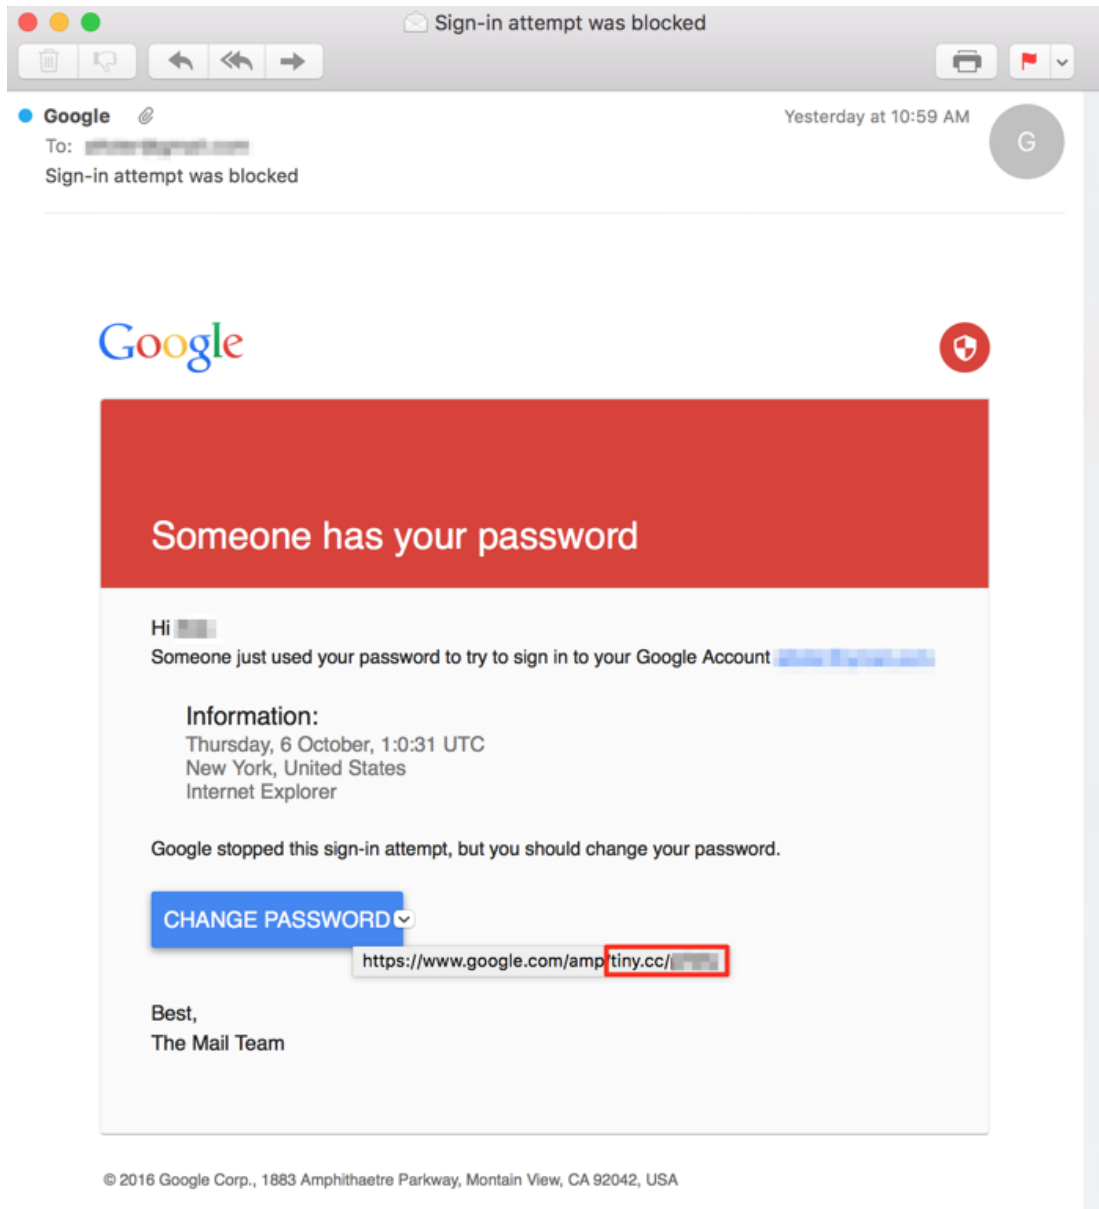 Sign-in attempt was blocked
Google
Yesterday at 10:59 AM
G
To:
Sign-in attempt was blocked
Google
Someone has your password
Hi
Someone just used your password to try to sign in to your Google Account
Information:
Thursday, 6 October, 1:0:31 UTC
New York, United States
Internet Explorer
Google stopped this sign-in attempt, but you should change your password.
CHANGE PASSWORD
https://www.google.com/amp/tiny.cc/
Best,
The Mail Team
© 2016 Google Corp., 1883 Amphithaetre Parkway, Montain View, CA 92042, USA